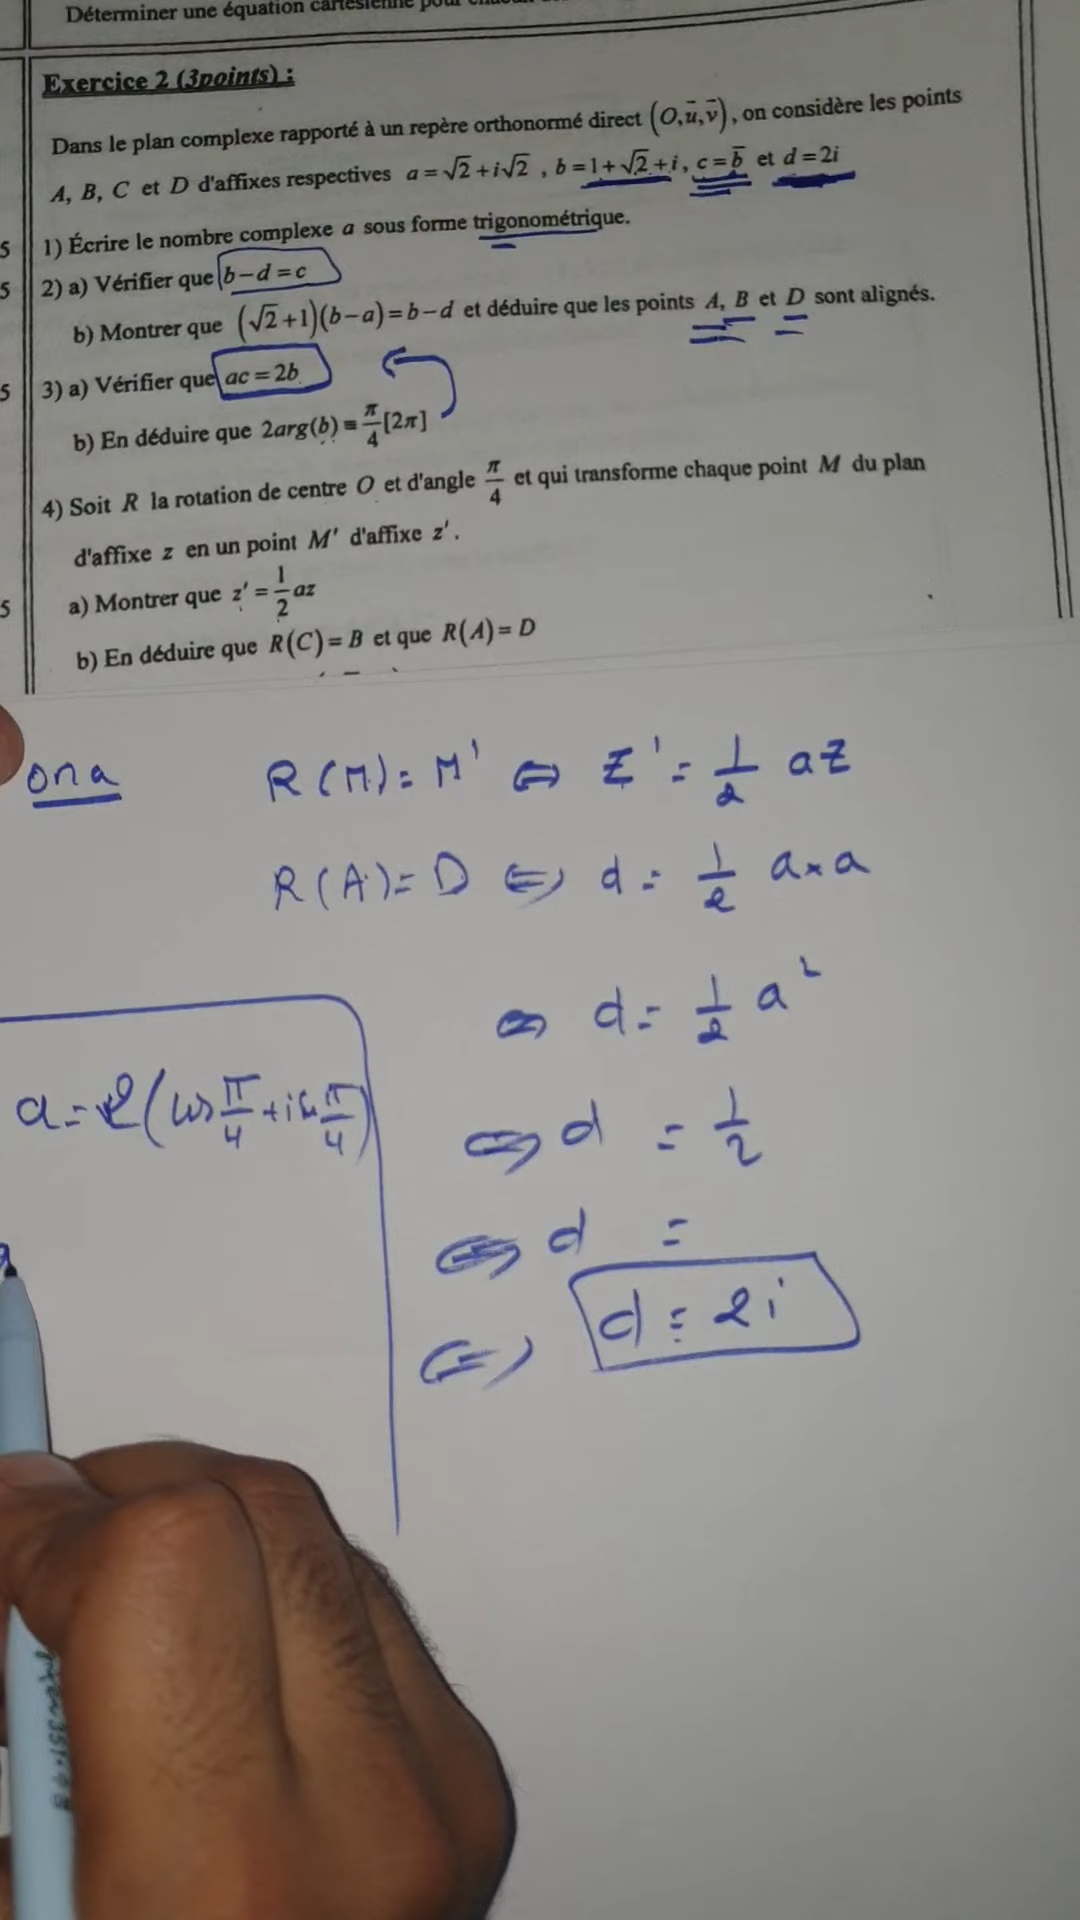 Déterminer une équation cartésienne pour
Exercice 2 (3points) :
Dans le plan complexe rapporté à un repère orthonormé direct (O,u⃗,v⃗), on considère les points
A, B, C et D d'affixes respectives a = √2 + i√2 , b = 1 + √2 + i , c = b̄ et d = 2i
5 1) Écrire le nombre complexe a sous forme trigonométrique.
5 2) a) Vérifier que b − d = c
b) Montrer que (√2 + 1)(b − a) = b − d et déduire que les points A, B et D sont alignés.
5 3) a) Vérifier que ac = 2b
b) En déduire que 2arg(b) ≡ π/4 [2π]
4) Soit R la rotation de centre O et d'angle π/4 et qui transforme chaque point M du plan
d'affixe z en un point M' d'affixe z'.
5 a) Montrer que z' = 1/2 az
b) En déduire que R(C) = B et que R(A) = D
on a R(M) = M' ⇔ z' = 1/2 az
R(A) = D ⇔ d = 1/2 a × a
⇔ d = 1/2 a²
a = 2(cos π/4 + i sin π/4)
⇔ d = 1/2
⇔ d =
⇔ d = 2i